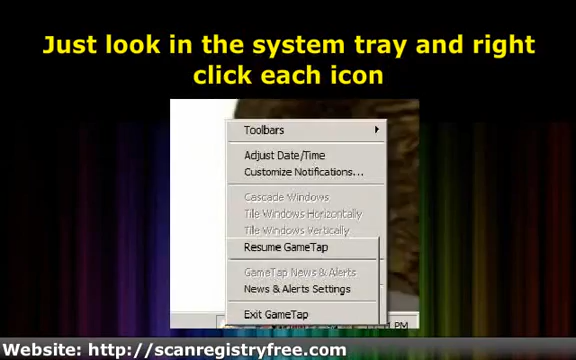 Just look in the system tray and right
click each icon
Toolbars
Adjust Date/Time
Customize Notifications...
Cascade Windows
Tile Windows Horizontally
Tile Windows Vertically
Resume GameTap
GameTap News & Alerts
News & Alerts Settings
Exit GameTap
PM
Website: http://scanregistryfree.com